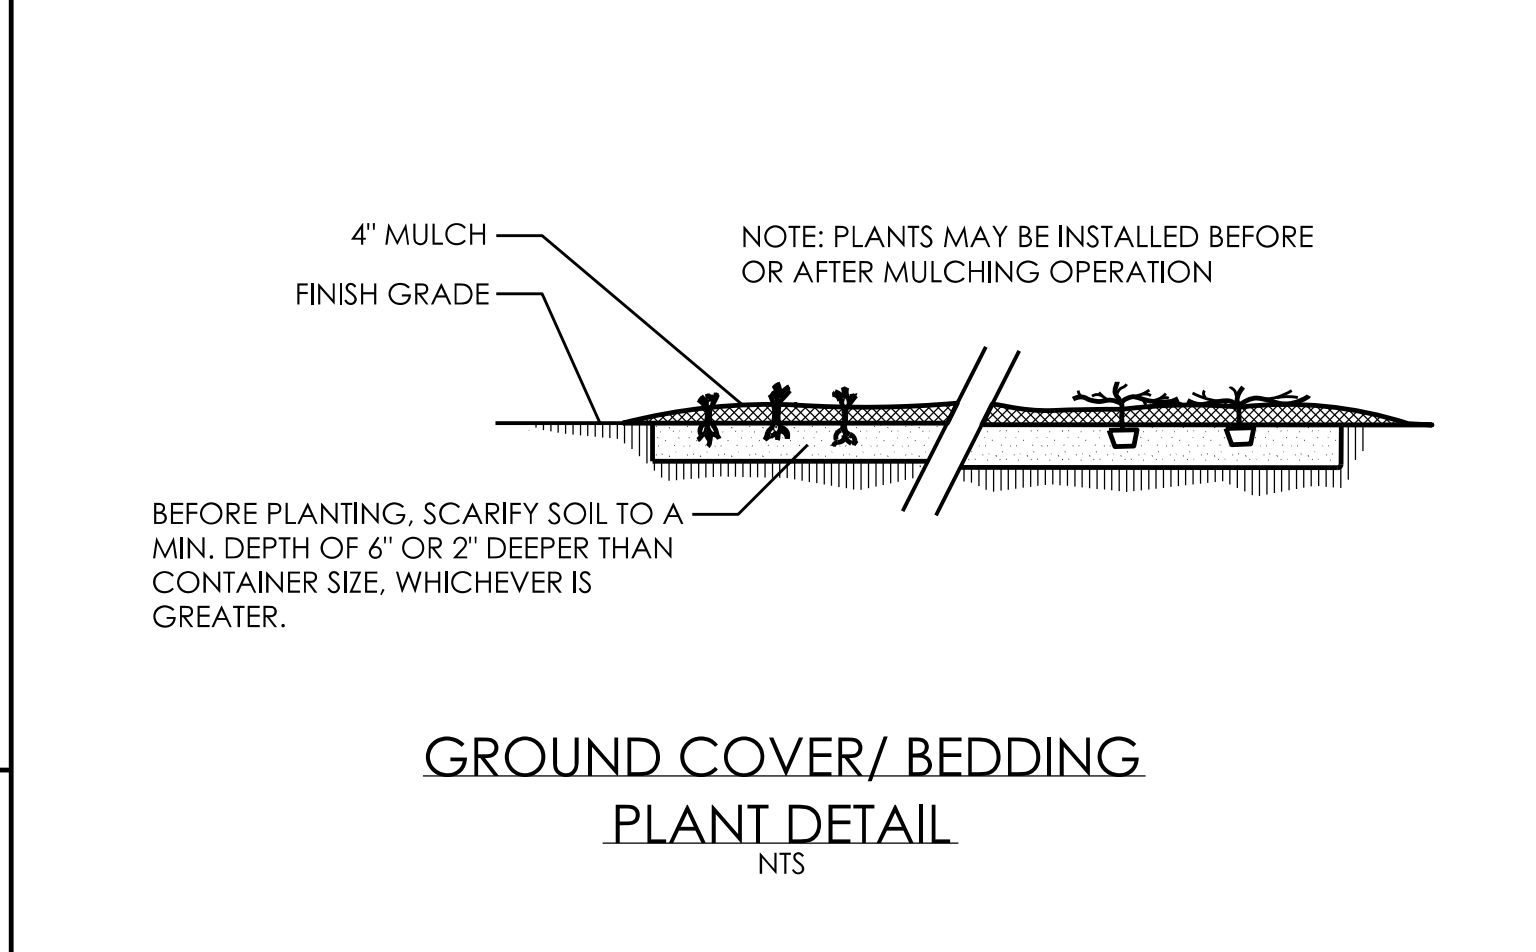 4" MULCH
FINISH GRADE
NOTE: PLANTS MAY BE INSTALLED BEFORE
OR AFTER MULCHING OPERATION
BEFORE PLANTING, SCARIFY SOIL TO A
MIN. DEPTH OF 6" OR 2" DEEPER THAN
CONTAINER SIZE, WHICHEVER IS
GREATER.
GROUND COVER/ BEDDING
PLANT DETAIL
NTS